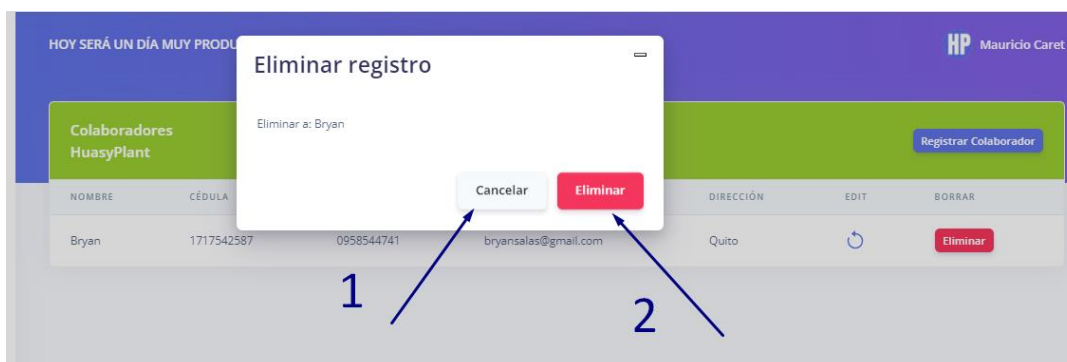 HOY SERÁ UN DÍA MUY PRODU
HP Mauricio Caret
Eliminar registro
Eliminar a: Bryan
Cancelar Eliminar
Colaboradores
HuasyPlant
Registrar Colaborador
NOMBRE CÉDULA DIRECCIÓN EDIT BORRAR
Bryan 1717542587 0958544741 bryansalas@gmail.com Quito Eliminar
1
2